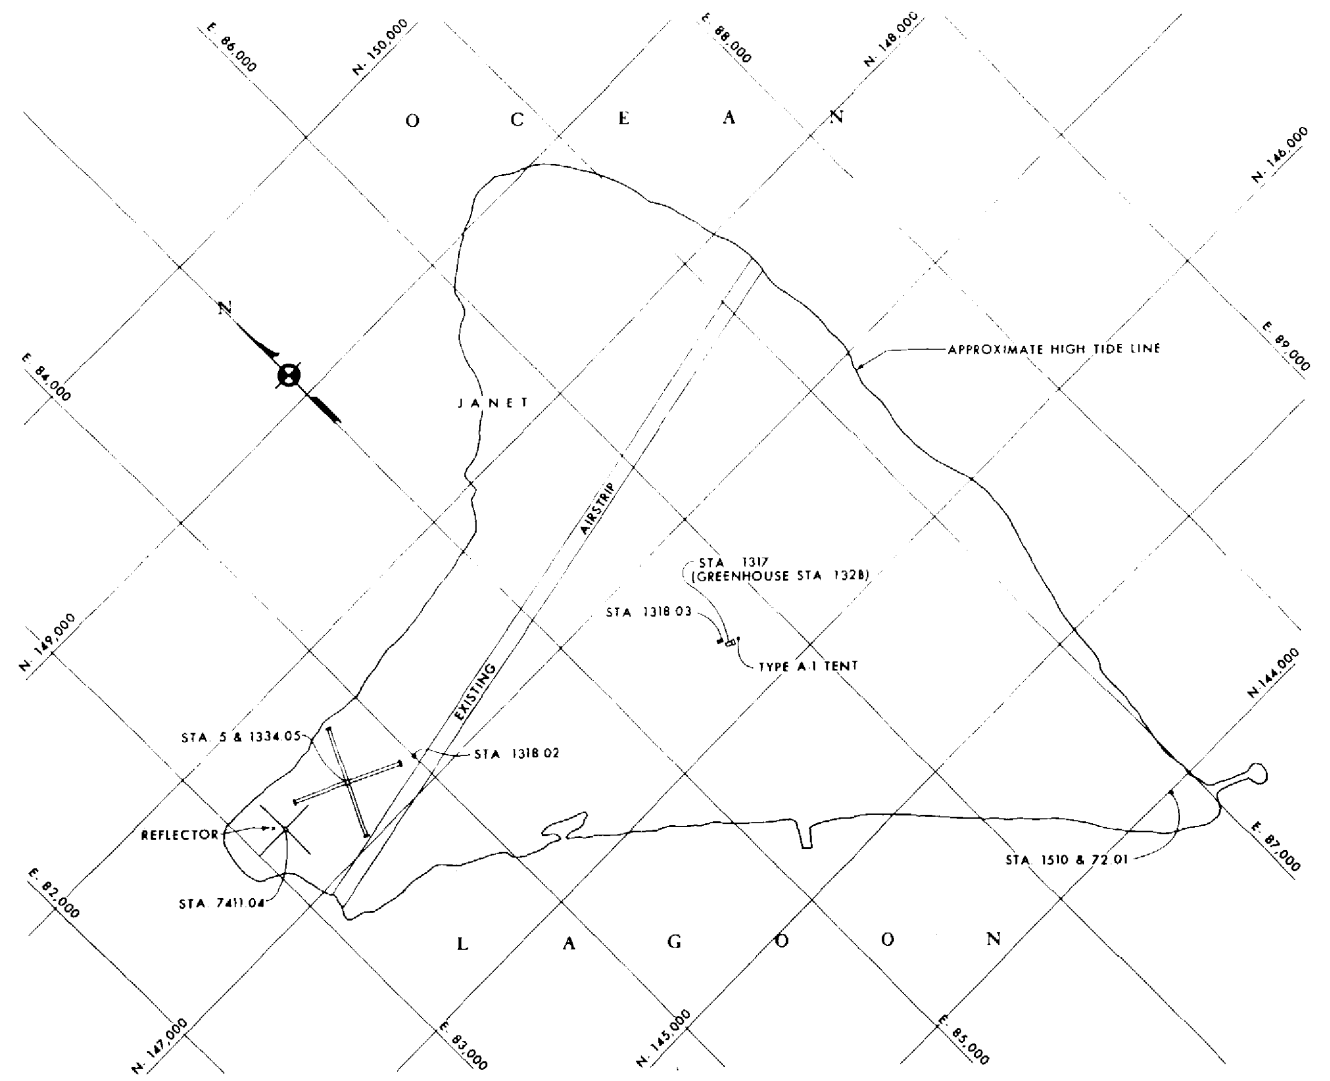 E. 86,000
N. 150,000
E. 88,000
N. 148,000
O C E A N
N. 146,000
N
E. 84,000
E. 89,000
APPROXIMATE HIGH TIDE LINE
JANET
AIRSTRIP
STA 1317
(GREENHOUSE STA 132B)
STA 1318 03
TYPE A-1 TENT
N. 149,000
N 144,000
EXISTING
STA 5 & 1334.05
STA 1318 02
REFLECTOR
STA 1510 & 72 01
E. 87,000
E. 82,000
STA 7411.04
L A G O O N
N. 147,000
E. 83,000
N. 145,000
E. 85,000